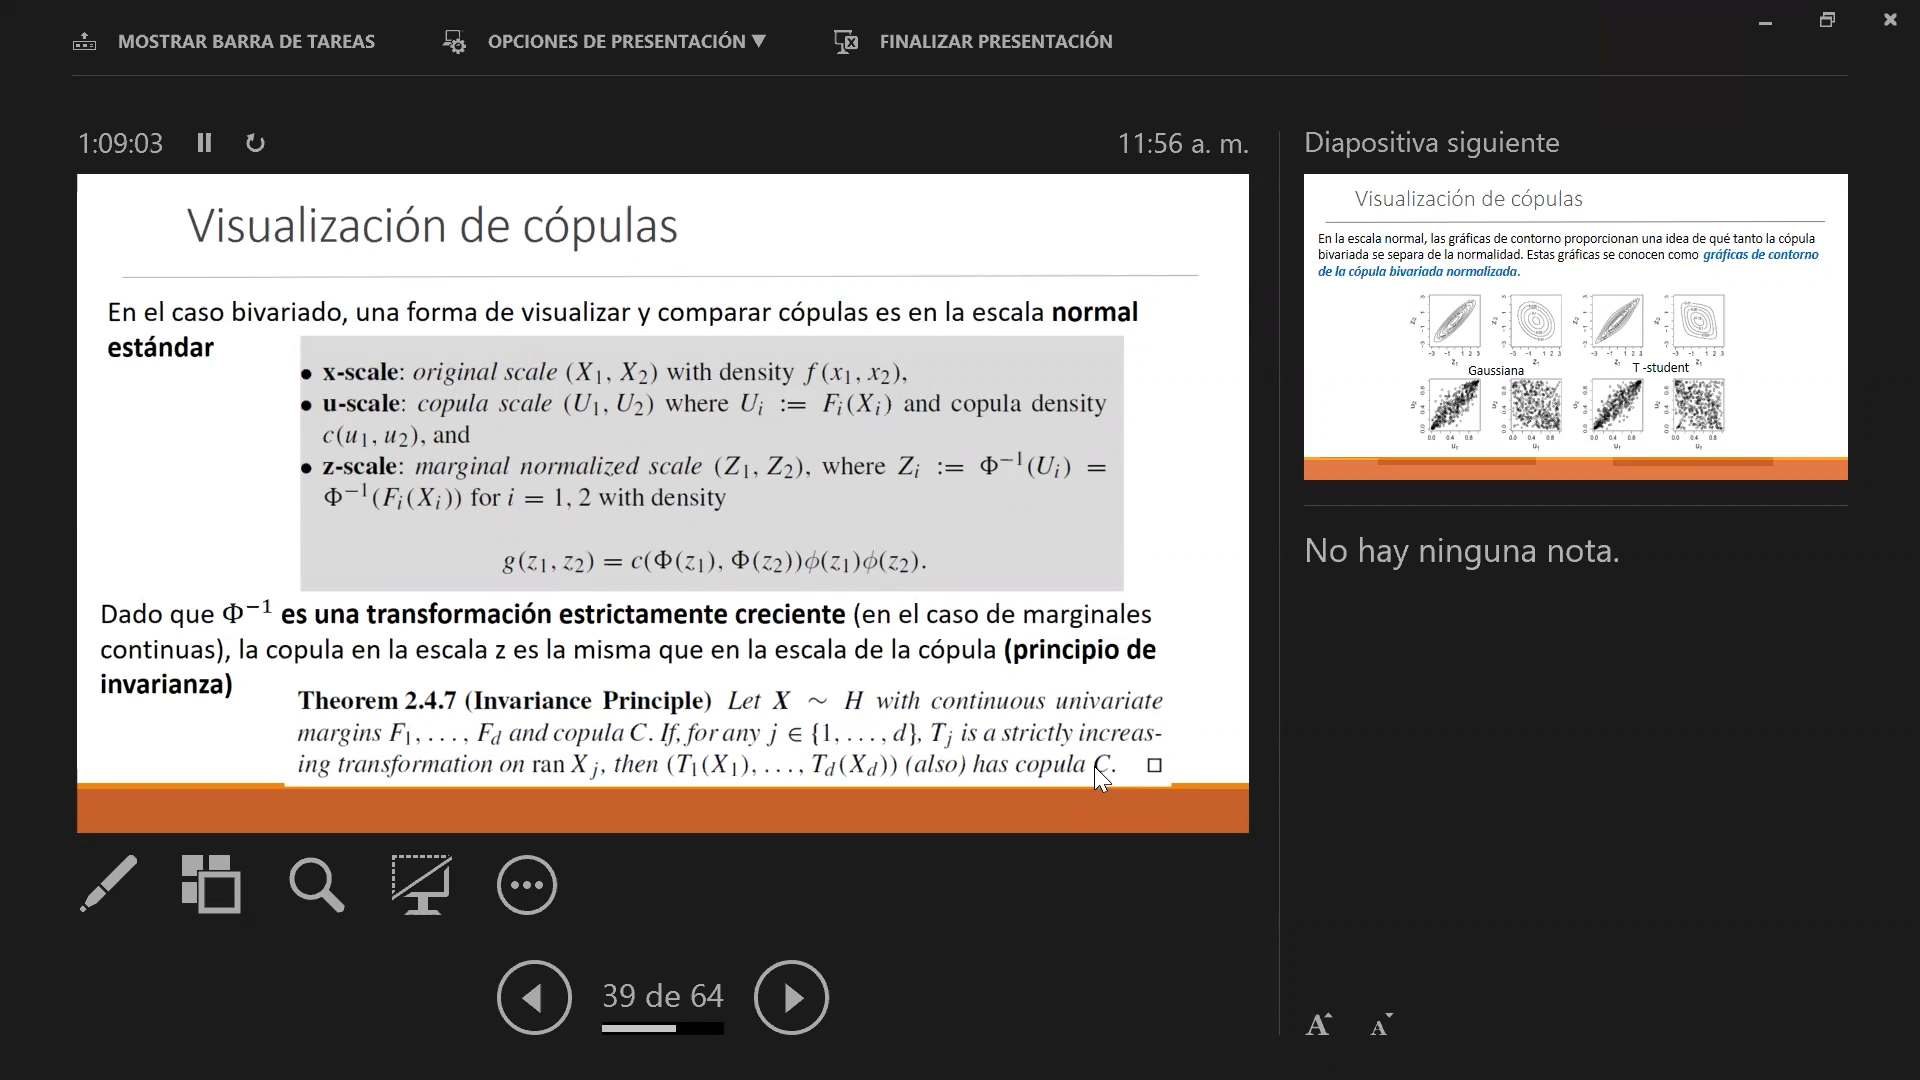 MOSTRAR BARRA DE TAREAS
OPCIONES DE PRESENTACIÓN ▼
FINALIZAR PRESENTACIÓN
1:09:03
11:56 a. m.
Visualización de cópulas
En el caso bivariado, una forma de visualizar y comparar cópulas es en la escala normal
estándar
• x-scale: original scale (X₁, X₂) with density f(x₁, x₂),
• u-scale: copula scale (U₁, U₂) where Uᵢ := Fᵢ(Xᵢ) and copula density
c(u₁, u₂), and
• z-scale: marginal normalized scale (Z₁, Z₂), where Zᵢ := Φ⁻¹(Uᵢ) =
Φ⁻¹(Fᵢ(Xᵢ)) for i = 1, 2 with density
g(z₁, z₂) = c(Φ(z₁), Φ(z₂))ϕ(z₁)ϕ(z₂).
Dado que Φ⁻¹ es una transformación estrictamente creciente (en el caso de marginales
continuas), la copula en la escala z es la misma que en la escala de la cópula (principio de
invarianza)
Theorem 2.4.7 (Invariance Principle) Let X ∼ H with continuous univariate
margins F₁, . . . , F_d and copula C. If, for any j ∈ {1, . . . , d}, T_j is a strictly increas-
ing transformation on ran X_j, then (T₁(X₁), . . . , T_d(X_d)) (also) has copula C. □
39 de 64
Diapositiva siguiente
Visualización de cópulas
En la escala normal, las gráficas de contorno proporcionan una idea de qué tanto la cópula
bivariada se separa de la normalidad. Estas gráficas se conocen como gráficas de contorno
de la cópula bivariada normalizada.
Gaussiana
T -student
No hay ninguna nota.
A A